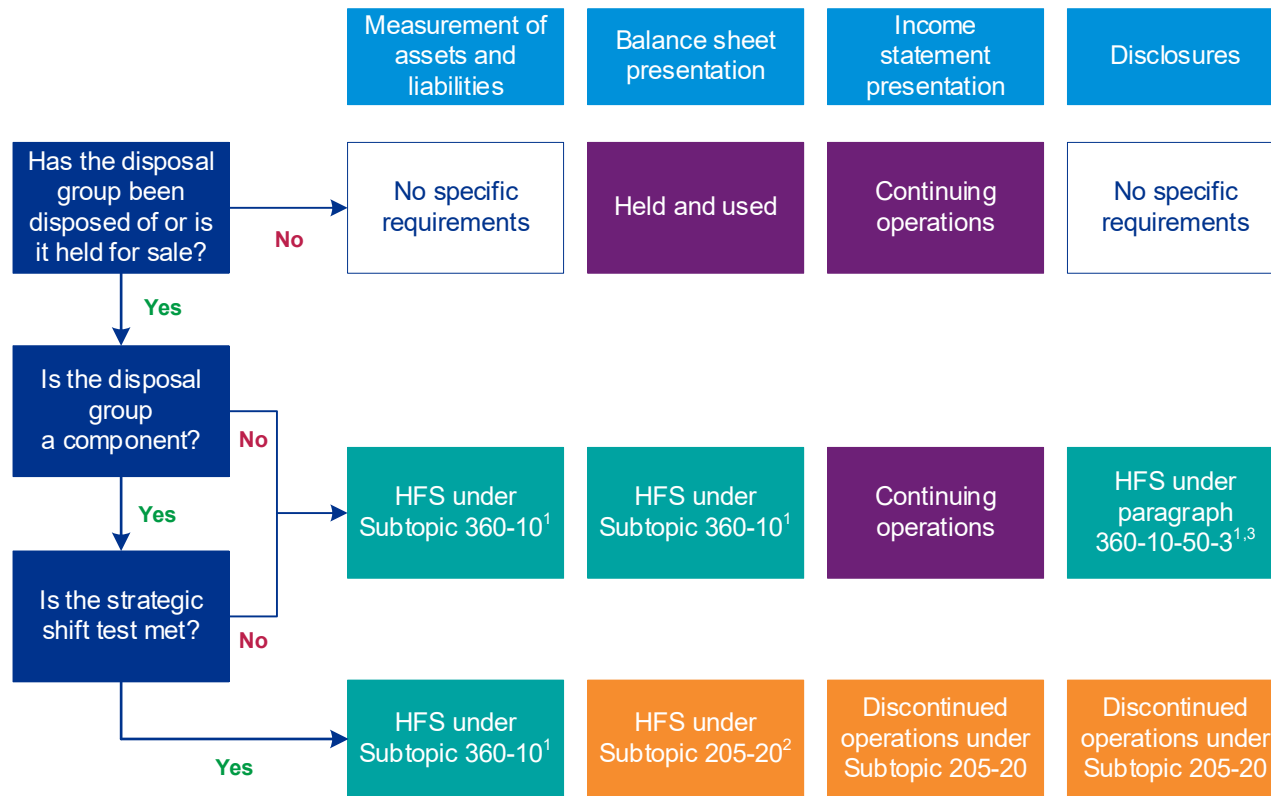 Measurement of
assets and
liabilities
Balance sheet
presentation
Income
statement
presentation
Disclosures
Has the disposal
group been
disposed of or is
it held for sale?
No
No specific
requirements
Held and used
Continuing
operations
No specific
requirements
Yes
Is the disposal
group
a component?
No
Yes
HFS under
Subtopic 360-10¹
HFS under
Subtopic 360-10¹
Continuing
operations
HFS under
paragraph
360-10-50-3¹,³
Is the strategic
shift test met?
No
Yes
HFS under
Subtopic 360-10¹
HFS under
Subtopic 205-20²
Discontinued
operations under
Subtopic 205-20
Discontinued
operations under
Subtopic 205-20